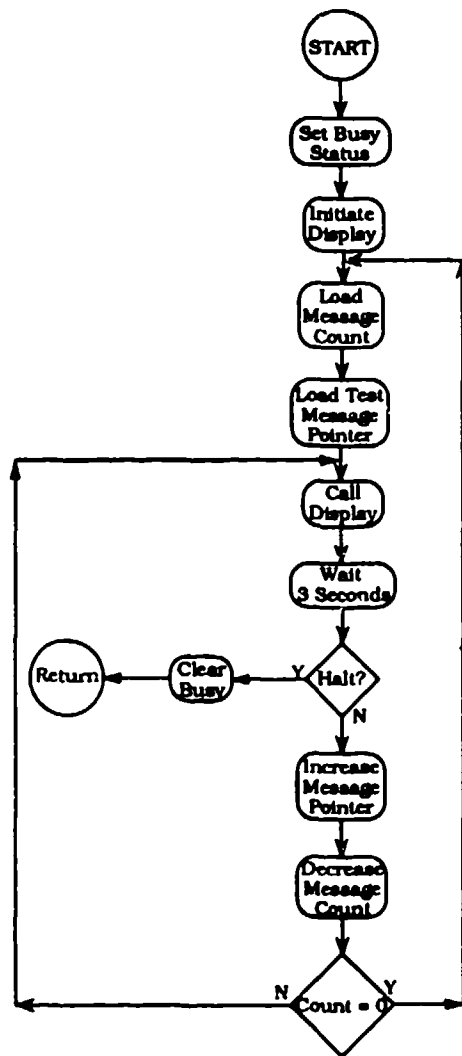 START
Set Busy
Status
Initiate
Display
Load
Message
Count
Load Test
Message
Pointer
Call
Display
Wait
3 Seconds
Halt?
Y
Clear
Busy
Return
N
Increase
Message
Pointer
Decrease
Message
Count
N
Count = 0
Y